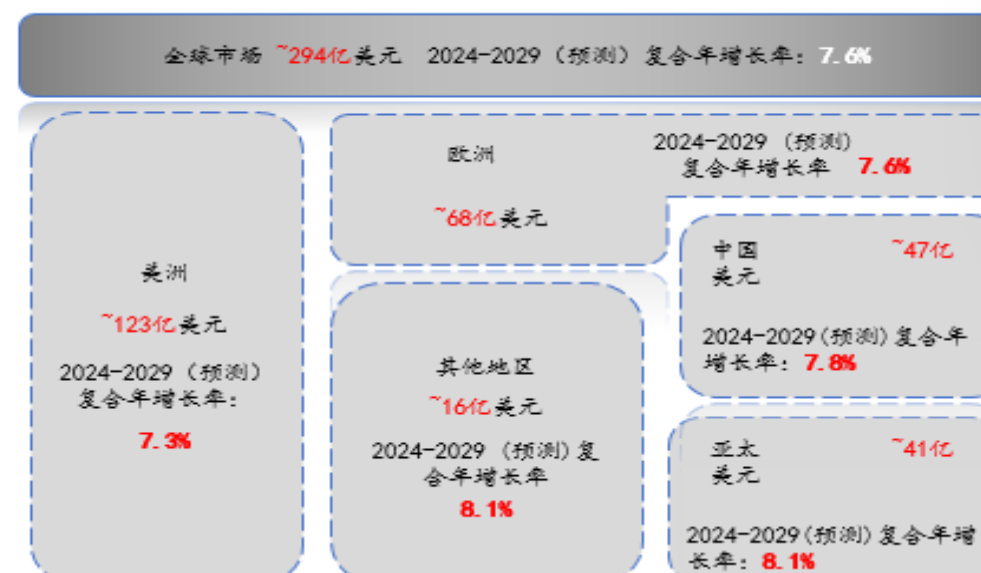 全球市场 ~294亿美元 2024-2029（预测）复合年增长率：7.6%
美洲
~123亿美元
2024-2029（预测）
复合年增长率：
7.3%
欧洲
~68亿美元
2024-2029（预测）
复合年增长率 7.6%
其他地区
~16亿美元
2024-2029（预测）复
合年增长率
8.1%
中国 ~47亿
美元
2024-2029(预测)复合年
增长率：7.8%
亚太 ~41亿
美元
2024-2029(预测)复合年增
长率：8.1%